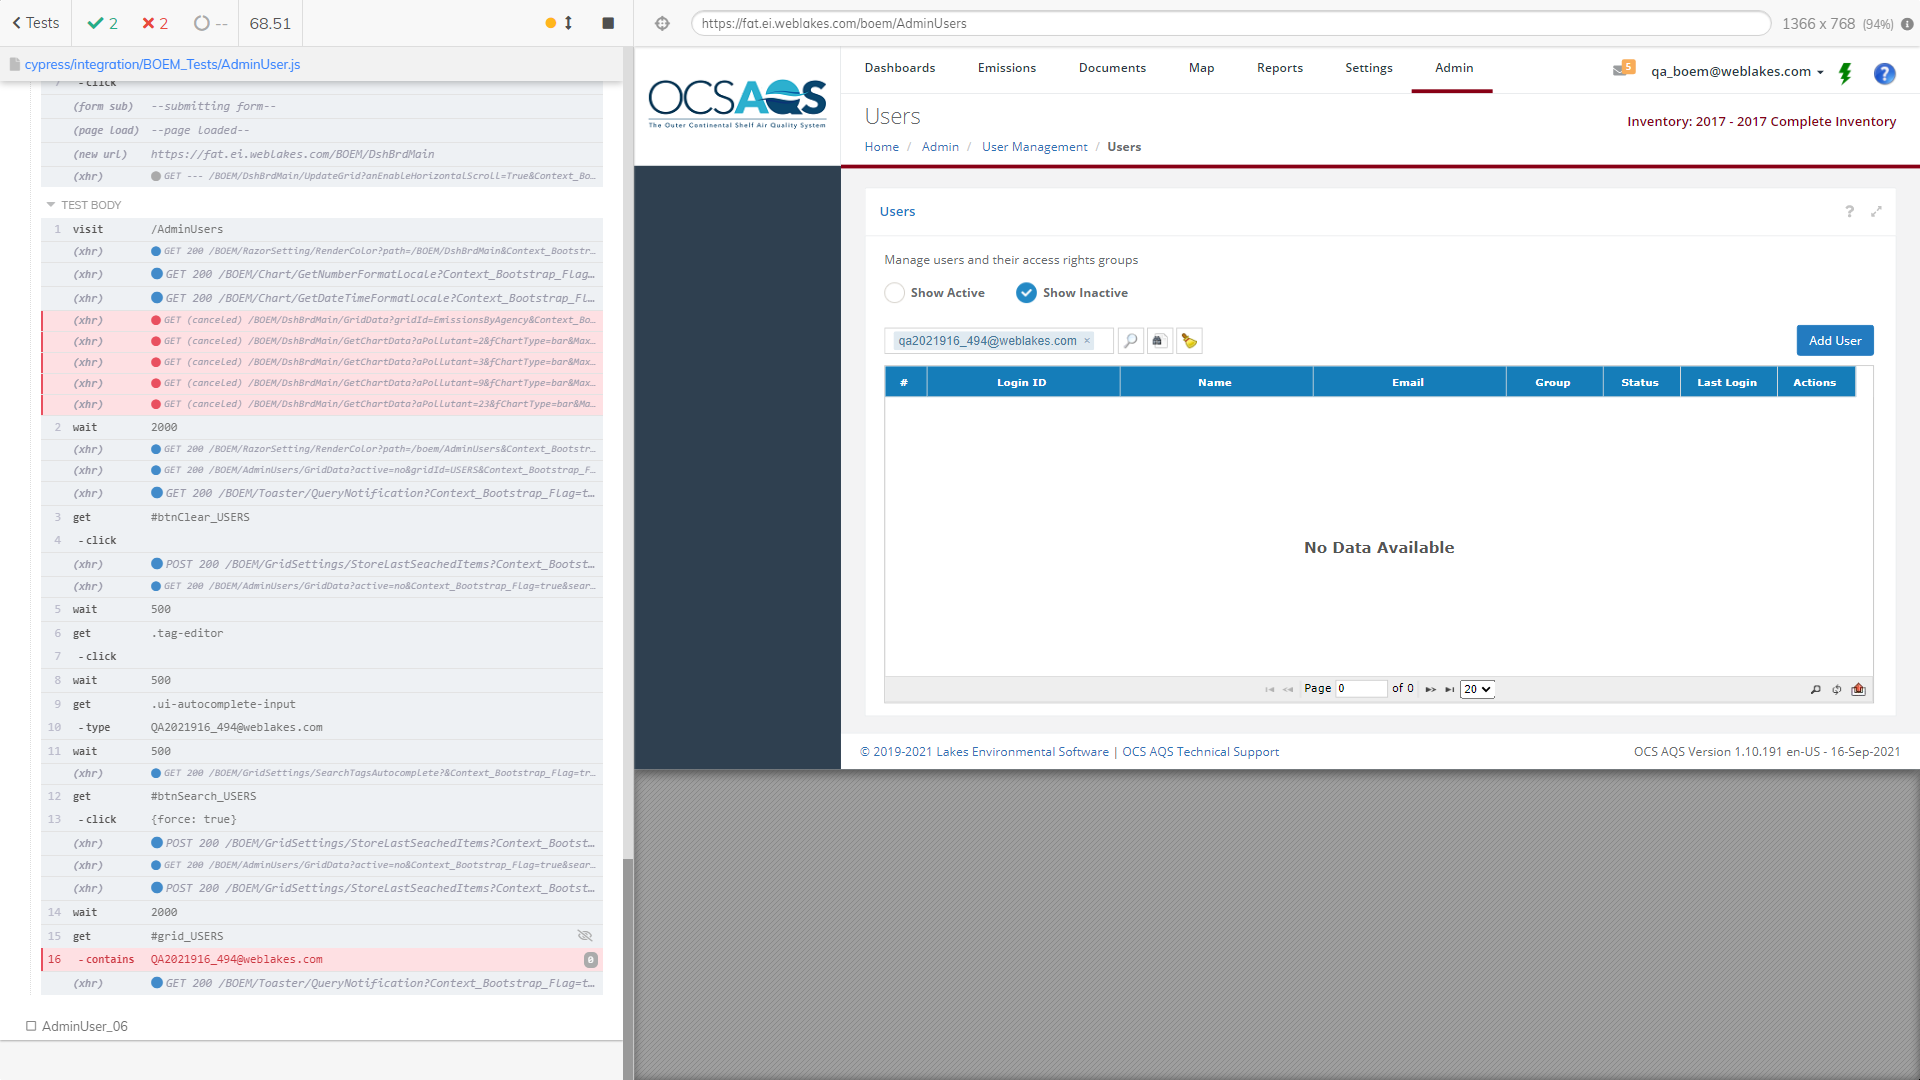 Tests
2
2
--
68.51
https://fat.ei.weblakes.com/boem/AdminUsers
1366 x 768 (94%)
cypress/integration/BOEM_Tests/AdminUser.js
7 - click
(form sub) --submitting form--
(page load) --page loaded--
(new url) https://fat.ei.weblakes.com/BOEM/DshBrdMain
(xhr) GET --- /BOEM/DshBrdMain/UpdateGrid?anEnableHorizontalScroll=True&Context_Bo...
TEST BODY
1 visit /AdminUsers
(xhr) GET 200 /BOEM/RazorSetting/RenderColor?path=/BOEM/DshBrdMain&Context_Bootstr...
(xhr) GET 200 /BOEM/Chart/GetNumberFormatLocale?Context_Bootstrap_Flag...
(xhr) GET 200 /BOEM/Chart/GetDateTimeFormatLocale?Context_Bootstrap_Fl...
(xhr) GET (canceled) /BOEM/DshBrdMain/GridData?gridId=EmissionsByAgency&Context_Bo...
(xhr) GET (canceled) /BOEM/DshBrdMain/GetChartData?aPollutant=2&fChartType=bar&Max...
(xhr) GET (canceled) /BOEM/DshBrdMain/GetChartData?aPollutant=3&fChartType=bar&Max...
(xhr) GET (canceled) /BOEM/DshBrdMain/GetChartData?aPollutant=9&fChartType=bar&Max...
(xhr) GET (canceled) /BOEM/DshBrdMain/GetChartData?aPollutant=23&fChartType=bar&Ma...
2 wait 2000
(xhr) GET 200 /BOEM/RazorSetting/RenderColor?path=/boem/AdminUsers&Context_Bootstr...
(xhr) GET 200 /BOEM/AdminUsers/GridData?active=no&gridId=USERS&Context_Bootstrap_F...
(xhr) GET 200 /BOEM/Toaster/QueryNotification?Context_Bootstrap_Flag=t...
3 get #btnClear_USERS
4 - click
(xhr) POST 200 /BOEM/GridSettings/StoreLastSeachedItems?Context_Bootst...
(xhr) GET 200 /BOEM/AdminUsers/GridData?active=no&Context_Bootstrap_Flag=true&sear...
5 wait 500
6 get .tag-editor
7 - click
8 wait 500
9 get .ui-autocomplete-input
10 - type QA2021916_494@weblakes.com
11 wait 500
(xhr) GET 200 /BOEM/GridSettings/SearchTagsAutocomplete?&Context_Bootstrap_Flag=tr...
12 get #btnSearch_USERS
13 - click {force: true}
(xhr) POST 200 /BOEM/GridSettings/StoreLastSeachedItems?Context_Bootst...
(xhr) GET 200 /BOEM/AdminUsers/GridData?active=no&Context_Bootstrap_Flag=true&sear...
(xhr) POST 200 /BOEM/GridSettings/StoreLastSeachedItems?Context_Bootst...
14 wait 2000
15 get #grid_USERS
16 - contains QA2021916_494@weblakes.com 0
(xhr) GET 200 /BOEM/Toaster/QueryNotification?Context_Bootstrap_Flag=t...
AdminUser_06
OCSAQS
The Outer Continental Shelf Air Quality System
Dashboards Emissions Documents Map Reports Settings Admin
5 qa_boem@weblakes.com ?
Users
Inventory: 2017 - 2017 Complete Inventory
Home / Admin / User Management / Users
Users ?
Manage users and their access rights groups
Show Active Show Inactive
qa2021916_494@weblakes.com ×
Add User
# Login ID Name Email Group Status Last Login Actions
No Data Available
Page 0 of 0 20
© 2019-2021 Lakes Environmental Software | OCS AQS Technical Support
OCS AQS Version 1.10.191 en-US - 16-Sep-2021